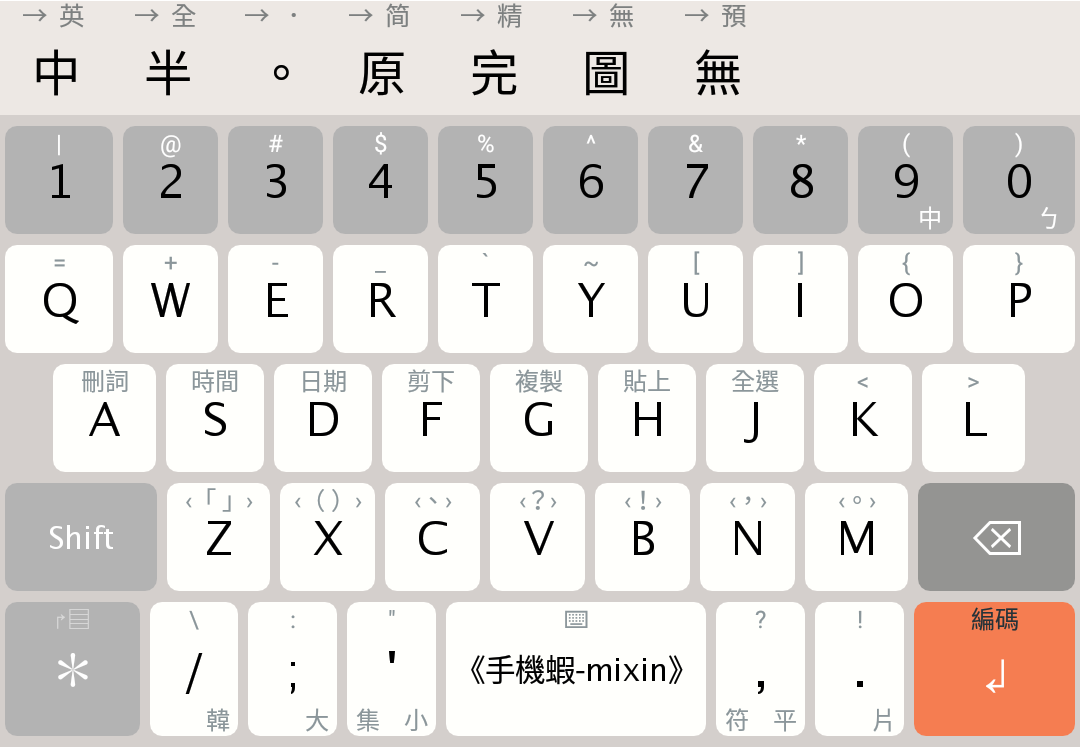 → 英 → 全 → · → 简 → 精 → 無 → 預
中 半 。 原 完 圖 無
| @ # $ % ^ & * ( )
1 2 3 4 5 6 7 8 9 0
中 ㄅ
= + - _ ` ~ [ ] { }
Q W E R T Y U I O P
刪詞 時間 日期 剪下 複製 貼上 全選 < >
A S D F G H J K L
‹「」› ‹（）› ‹、› ‹？› ‹！› ‹，› ‹。›
Shift Z X C V B N M
\ : " ? ! 編碼
* / ; ' 《手機蝦-mixin》 , .
韓 大 集 小 符 平 片